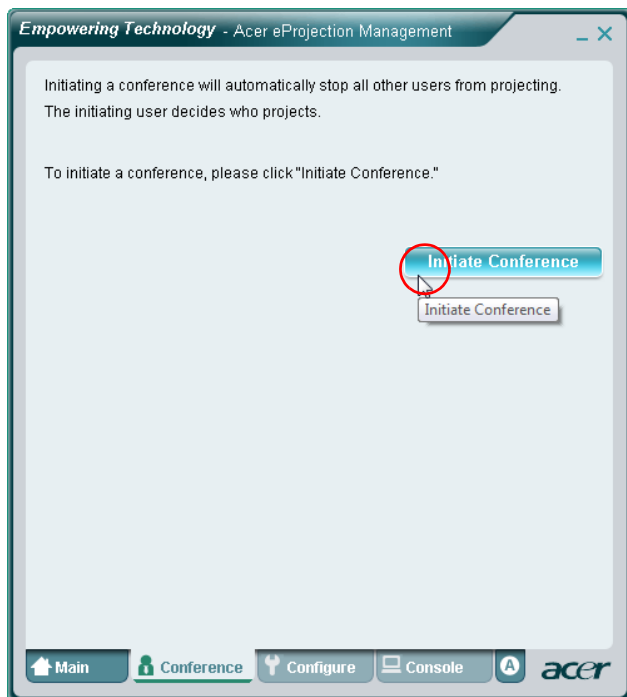 Empowering Technology - Acer eProjection Management
Initiating a conference will automatically stop all other users from projecting.
The initiating user decides who projects.
To initiate a conference, please click "Initiate Conference."
Initiate Conference
Initiate Conference
Main Conference Configure Console A acer